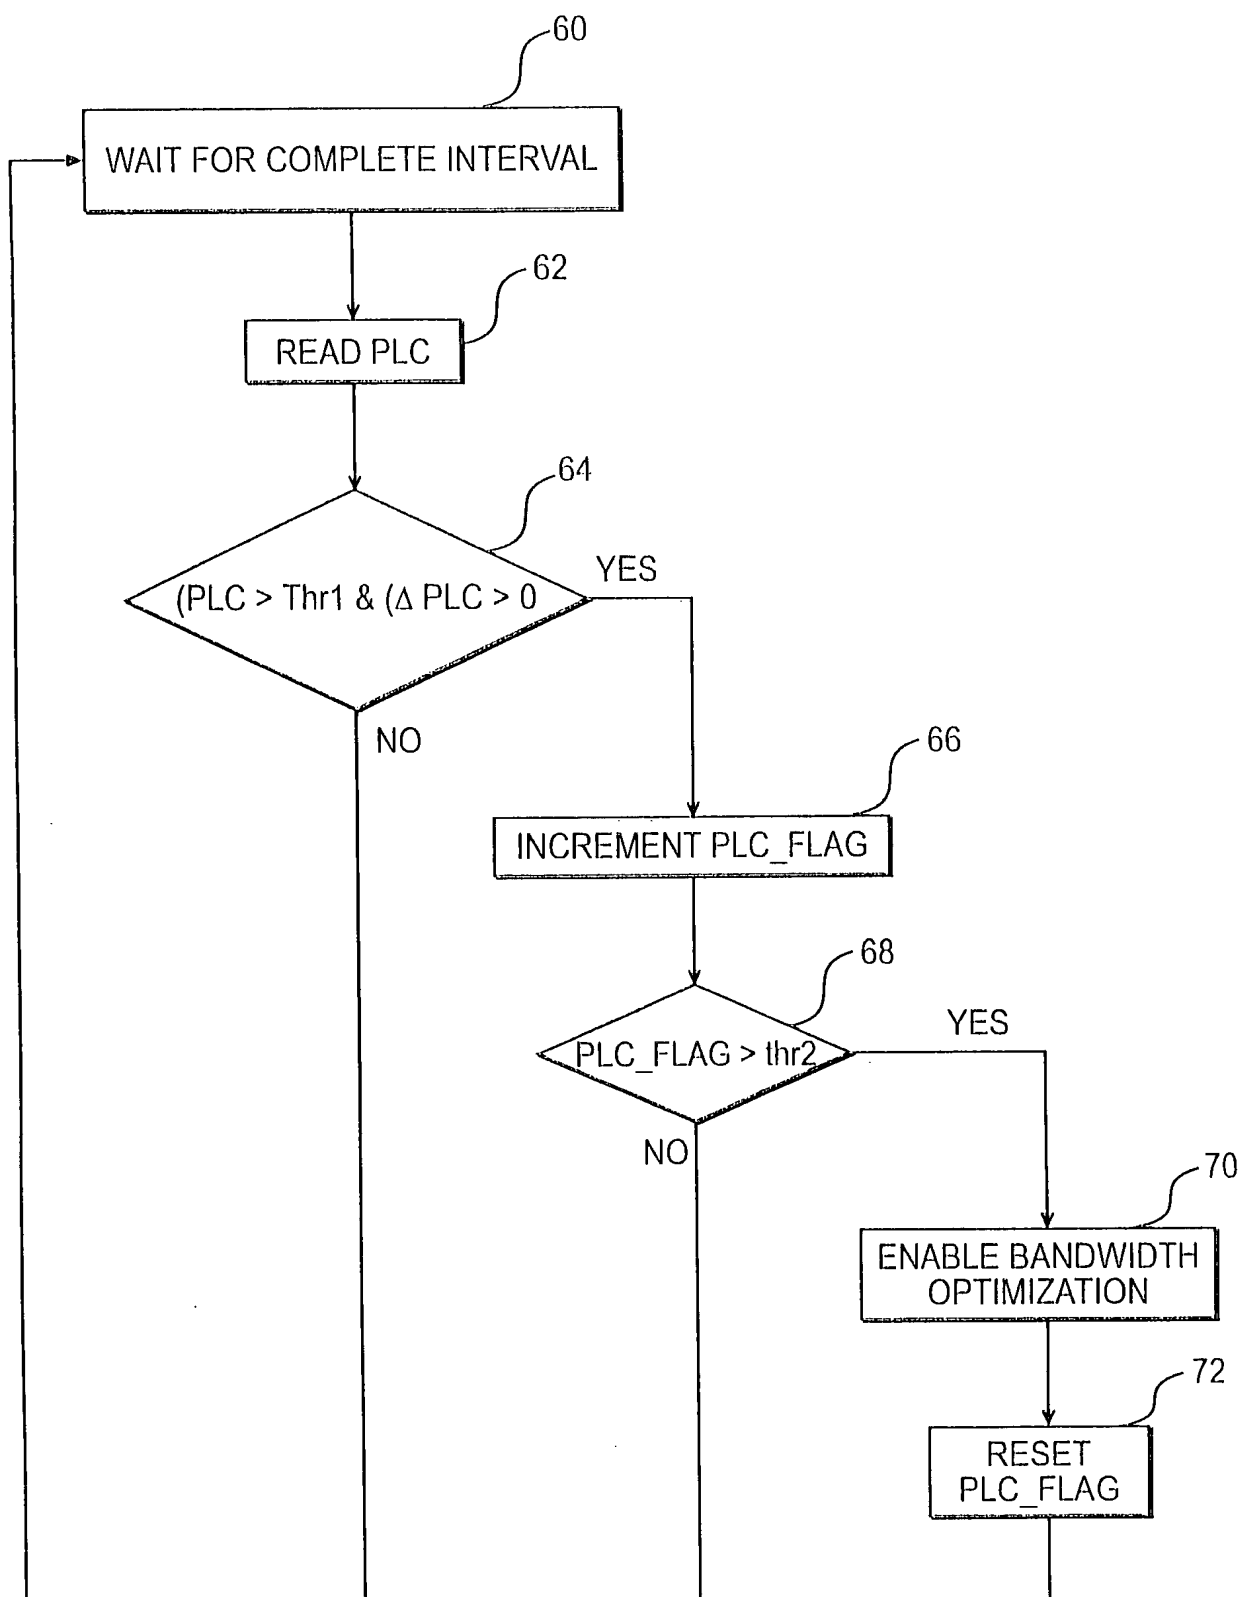 60
WAIT FOR COMPLETE INTERVAL
62
READ PLC
64
(PLC > Thr1 & (Δ PLC > 0
YES
NO
66
INCREMENT PLC_FLAG
68
PLC_FLAG > thr2
YES
NO
70
ENABLE BANDWIDTH
OPTIMIZATION
72
RESET
PLC_FLAG